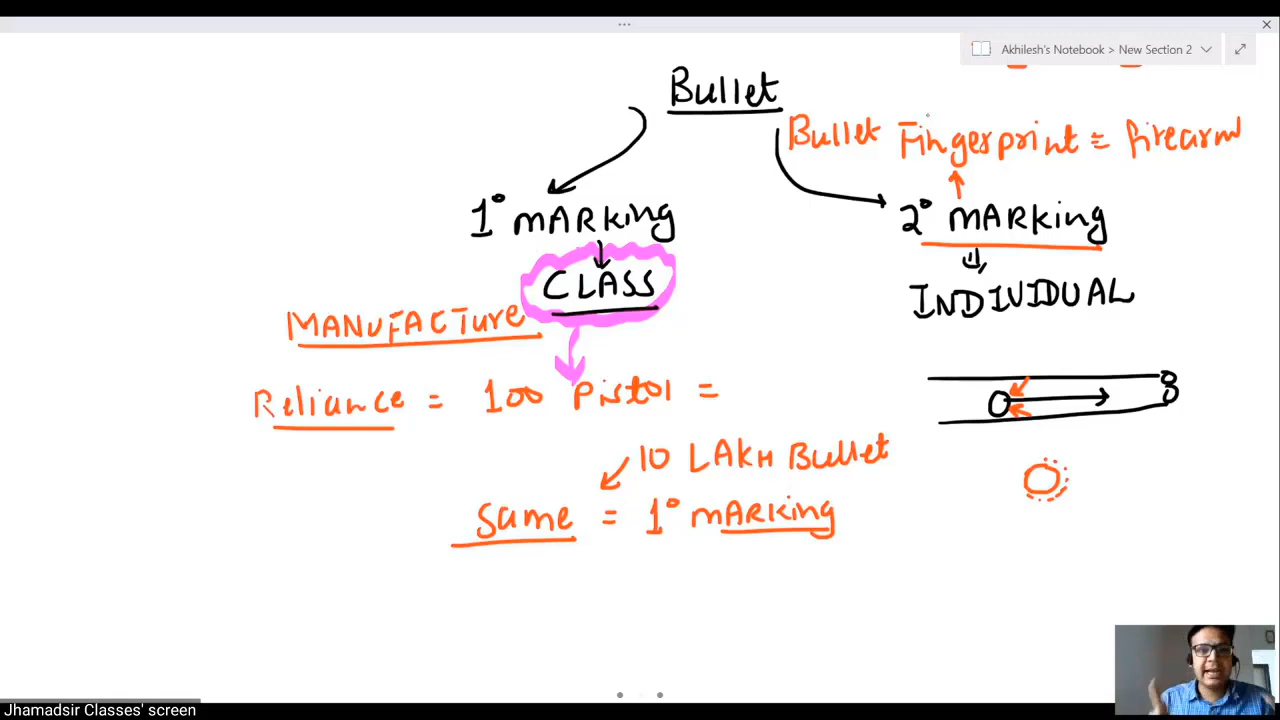 Akhilesh's Notebook > New Section 2
Bullet
Bullet Fingerprint = firearm
1° mARking
2° mARking
CLASS
INDIVIDUAL
MANUFACTure
Reliance = 100 Pistol =
10 LAKH Bullet
Same = 1° mARking
Jhamadsir Classes' screen